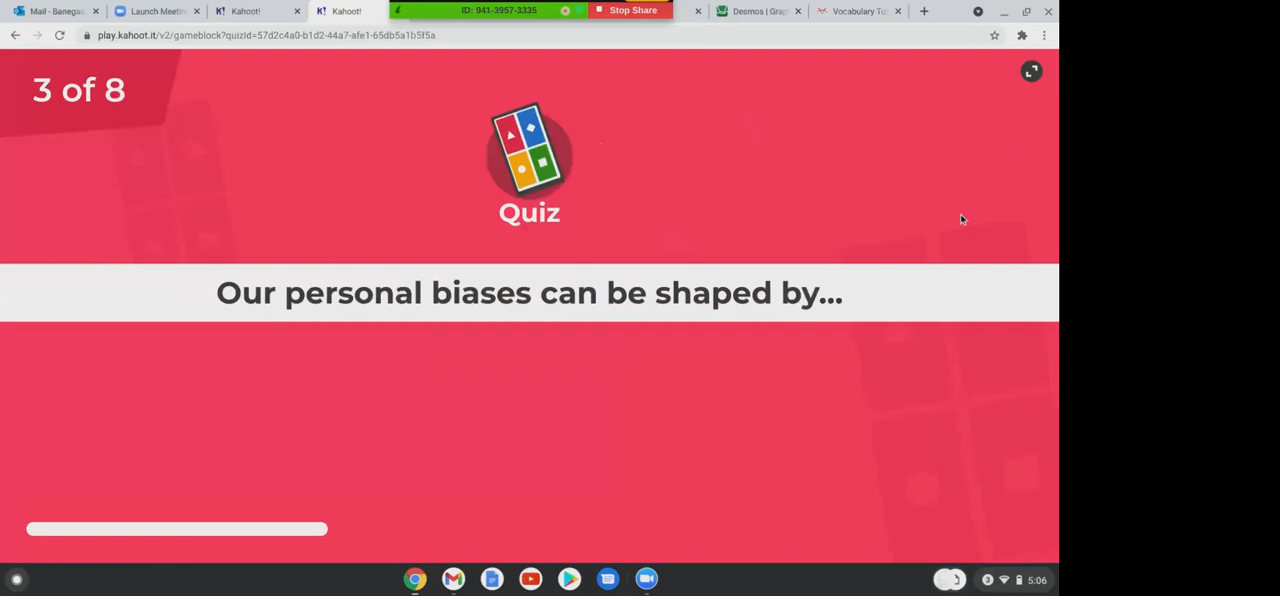 Mail - Banegas
Launch Meetin
Kahoot!
Kahoot!
ID: 941-3957-3335
Stop Share
Desmos | Grap
Vocabulary Tu
play.kahoot.it/v2/gameblock?quizId=57d2c4a0-b1d2-44a7-afe1-65db5a1b5f5a
3 of 8
Quiz
Our personal biases can be shaped by...
3
5:06